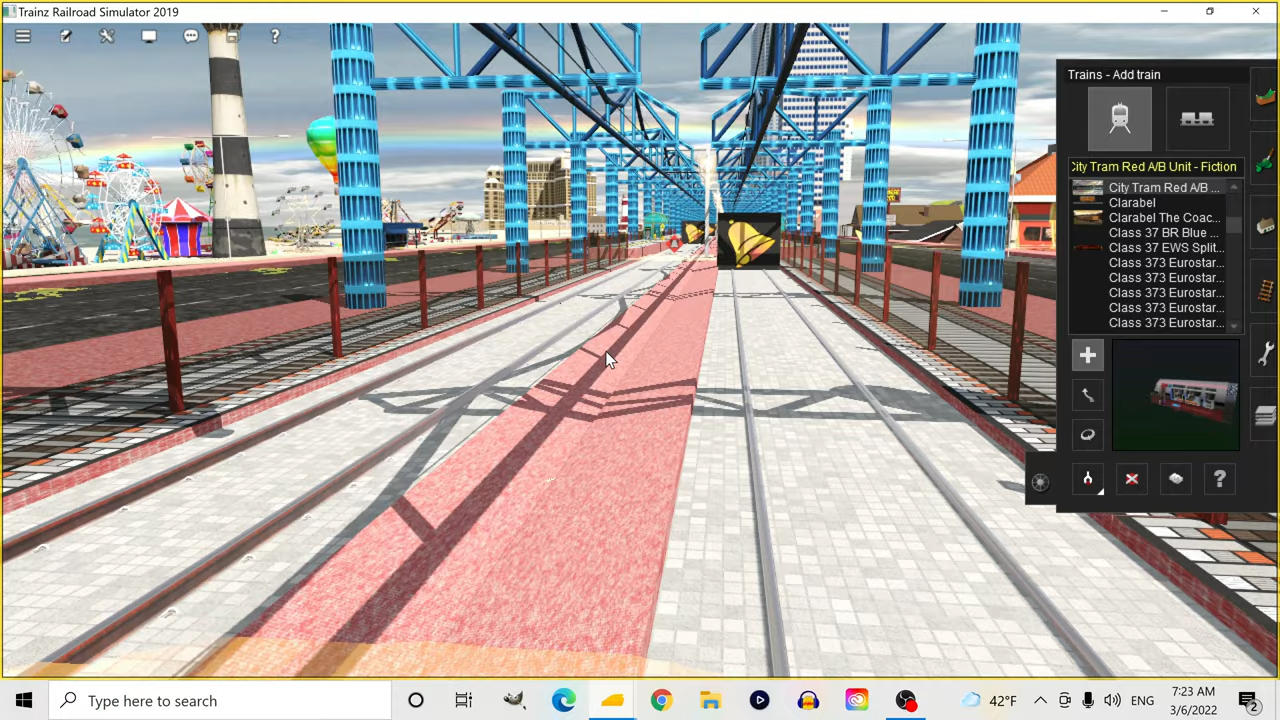 Trainz Railroad Simulator 2019
Trains - Add train
City Tram Red A/B Unit - Fiction
City Tram Red A/B ...
Clarabel
Clarabel The Coac...
Class 37 BR Blue ...
Class 37 EWS Split...
Class 373 Eurostar...
Class 373 Eurostar...
Class 373 Eurostar...
Class 373 Eurostar...
Class 373 Eurostar...
Type here to search
42°F
ENG
7:23 AM
3/6/2022
2